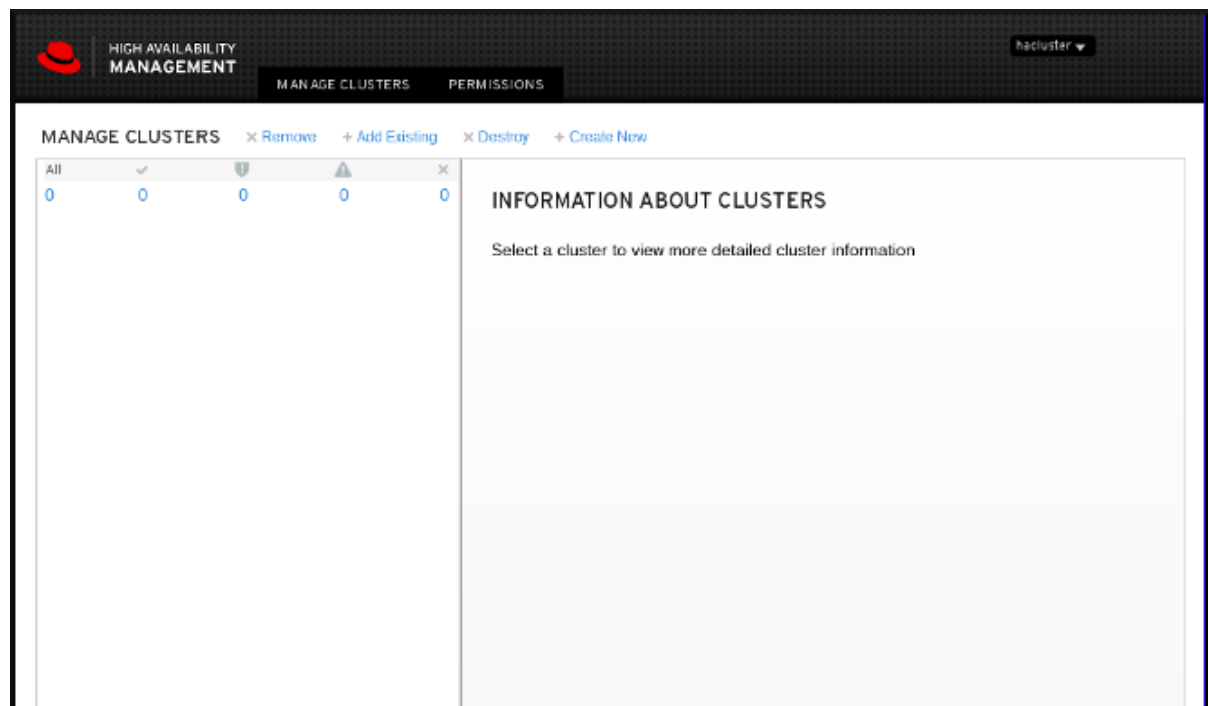 HIGH AVAILABILITY
MANAGEMENT
hacluster
MANAGE CLUSTERS PERMISSIONS
MANAGE CLUSTERS Remove + Add Existing Destroy + Create New
All
0 0 0 0 0
INFORMATION ABOUT CLUSTERS
Select a cluster to view more detailed cluster information